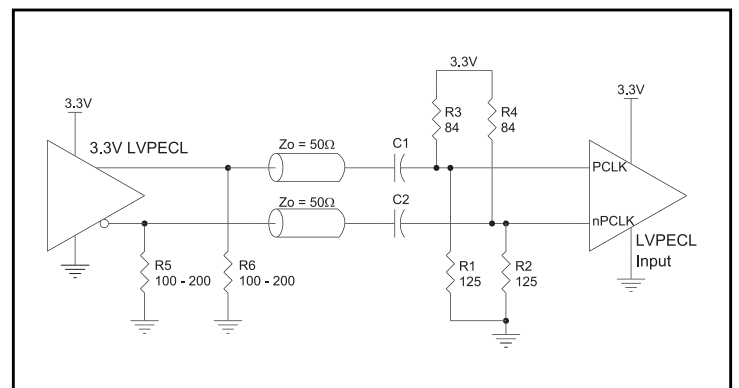 3.3V
3.3V LVPECL
R5
100 - 200
R6
100 - 200
Zo = 50Ω
Zo = 50Ω
C1
C2
3.3V
R3
84
R4
84
R1
125
R2
125
3.3V
PCLK
nPCLK
LVPECL
Input